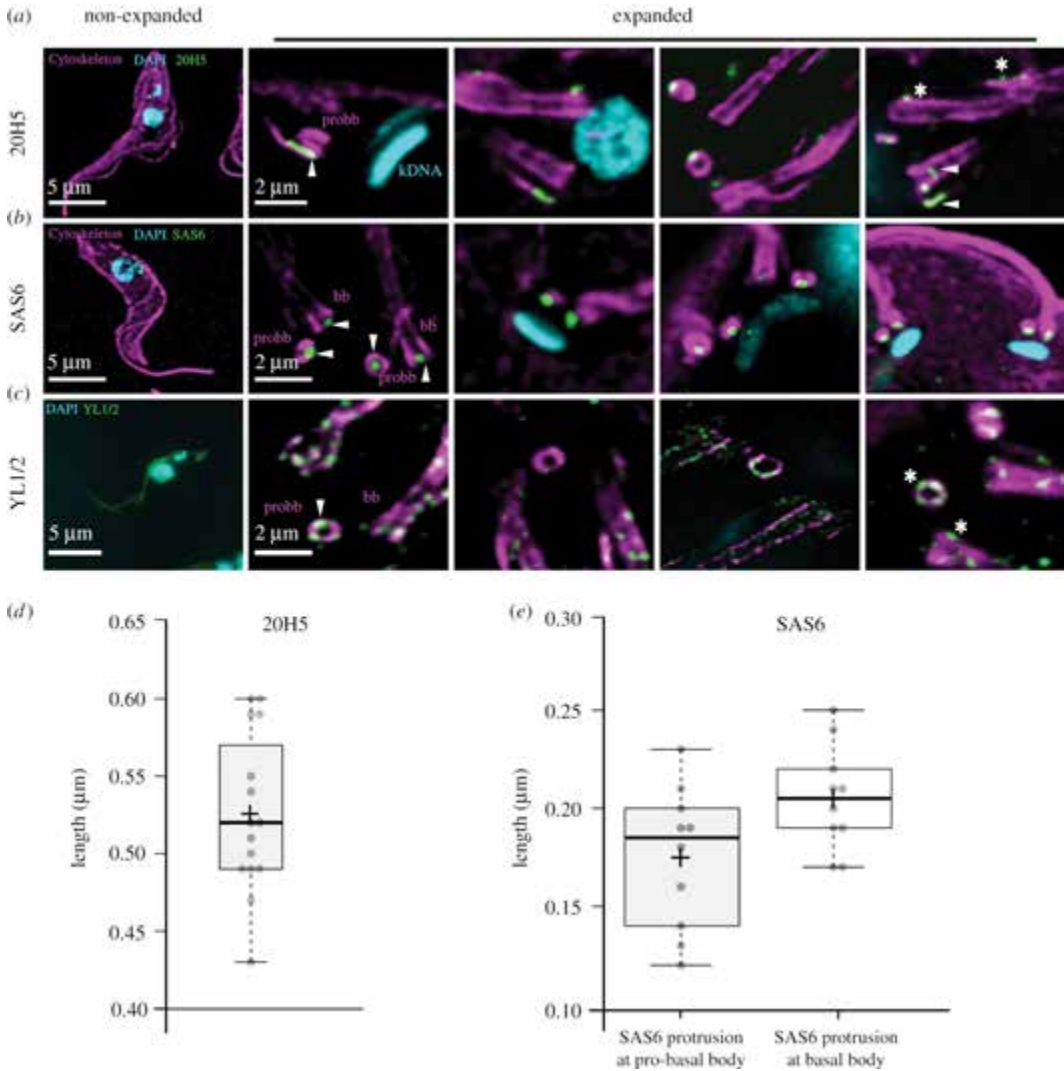 (a) non-expanded expanded
20H5
Cytoskeleton DAPI 20H5
5 µm
probb
kDNA
2 µm
* *
(b)
SAS6
Cytoskeleton DAPI SAS6
5 µm
bb
probb
bb
probb
2 µm
(c)
YL1/2
DAPI YL1/2
5 µm
probb
bb
2 µm
*
*
(d) 20H5
length (µm)
0.65
0.60
0.55
0.50
0.45
0.40
(e) SAS6
length (µm)
0.30
0.25
0.20
0.15
0.10
SAS6 protrusion
at pro-basal body
SAS6 protrusion
at basal body